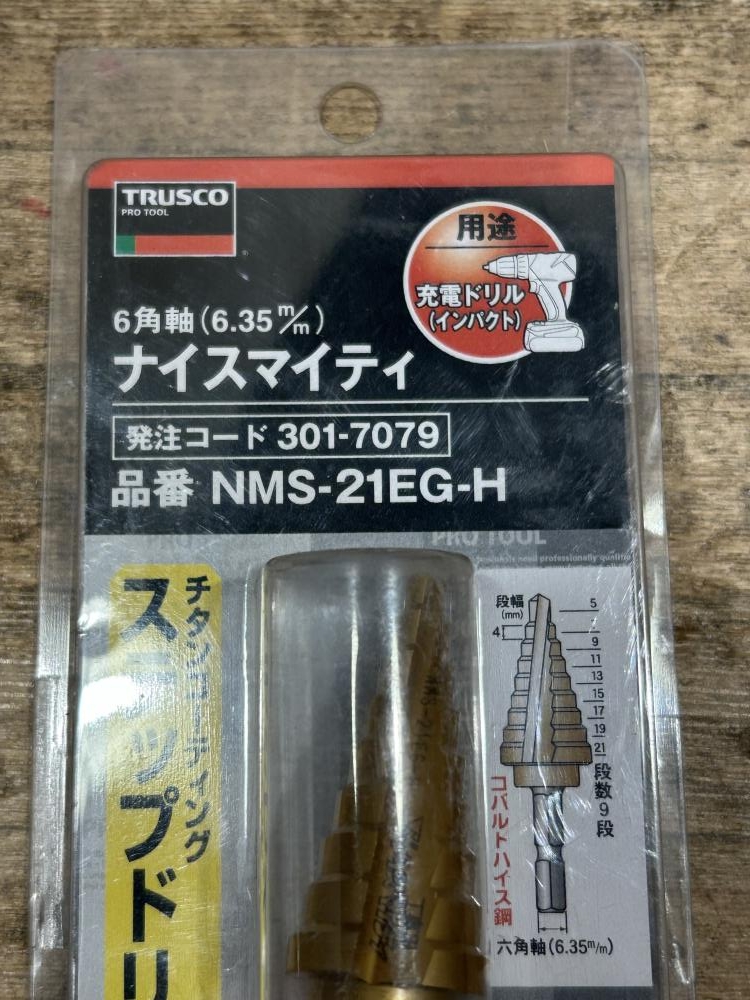 TRUSCO
PRO TOOL
用途
充電ドリル
(インパクト)
6角軸(6.35㎜)
ナイスマイティ
発注コード 301-7079
品番 NMS-21EG-H
PRO TOOL
チタンコーティング
ステップドリ
段幅
(mm)
4
5
7
9
11
13
15
17
19
21
段数9段
コバルトハイス鋼
六角軸(6.35m/m)